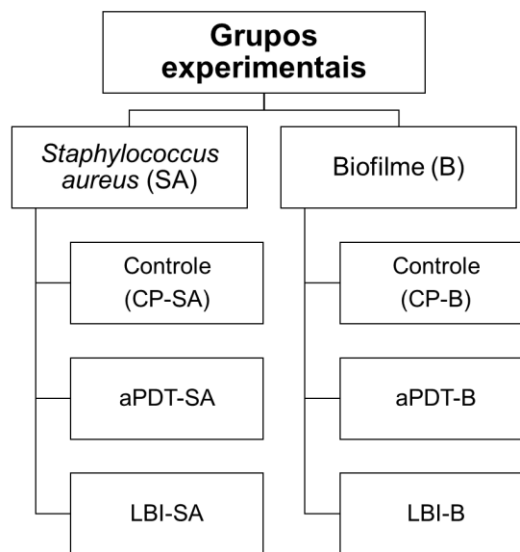 Grupos
experimentais
Staphylococcus
aureus (SA)
Biofilme (B)
Controle
(CP-SA)
Controle
(CP-B)
aPDT-SA
aPDT-B
LBI-SA
LBI-B